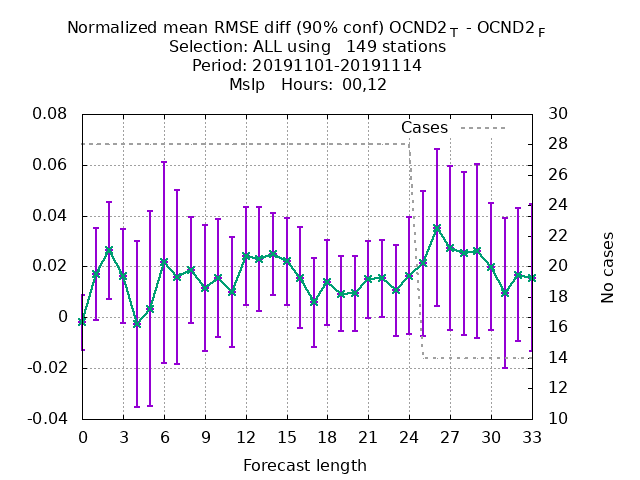 Normalized mean RMSE diff (90% conf) OCND2 T - OCND2 F
Selection: ALL using 149 stations
Period: 20191101-20191114
Mslp Hours: 00,12
Cases
0.08
0.06
0.04
0.02
0
-0.02
-0.04
30
28
26
24
22
20
18
16
14
12
10
No cases
0 3 6 9 12 15 18 21 24 27 30 33
Forecast length